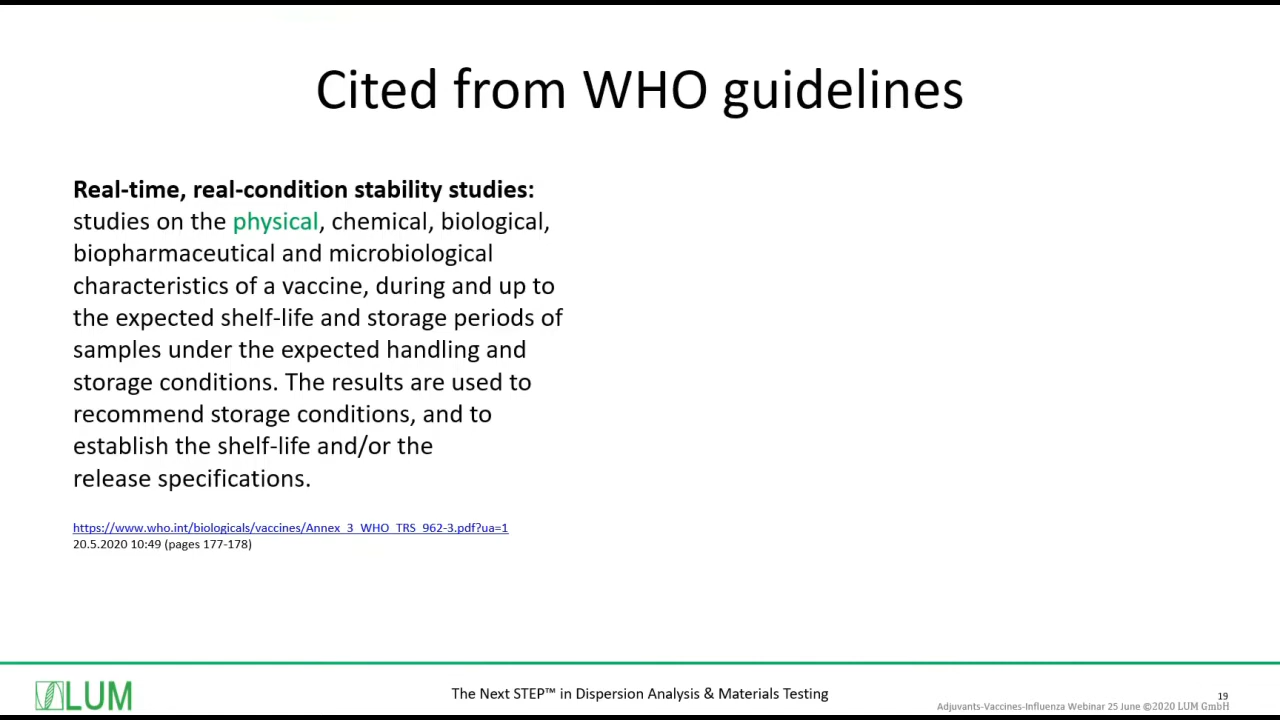 Cited from WHO guidelines
Real-time, real-condition stability studies:
studies on the physical, chemical, biological,
biopharmaceutical and microbiological
characteristics of a vaccine, during and up to
the expected shelf-life and storage periods of
samples under the expected handling and
storage conditions. The results are used to
recommend storage conditions, and to
establish the shelf-life and/or the
release specifications.
https://www.who.int/biologicals/vaccines/Annex_3_WHO_TRS_962-3.pdf?ua=1
20.5.2020 10:49 (pages 177-178)
LUM
The Next STEP™ in Dispersion Analysis & Materials Testing
19
Adjuvants-Vaccines-Influenza Webinar 25 June ©2020 LUM GmbH